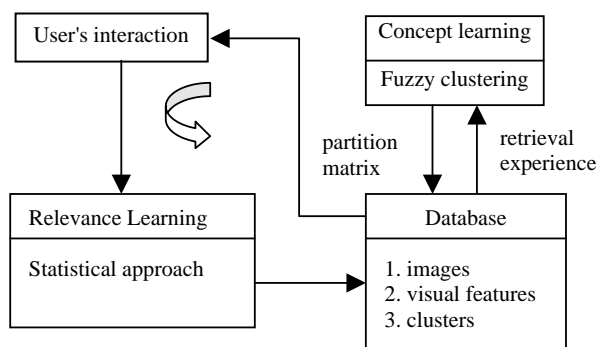 User's interaction
Concept learning
Fuzzy clustering
partition
matrix
retrieval
experience
Relevance Learning
Statistical approach
Database
1. images
2. visual features
3. clusters